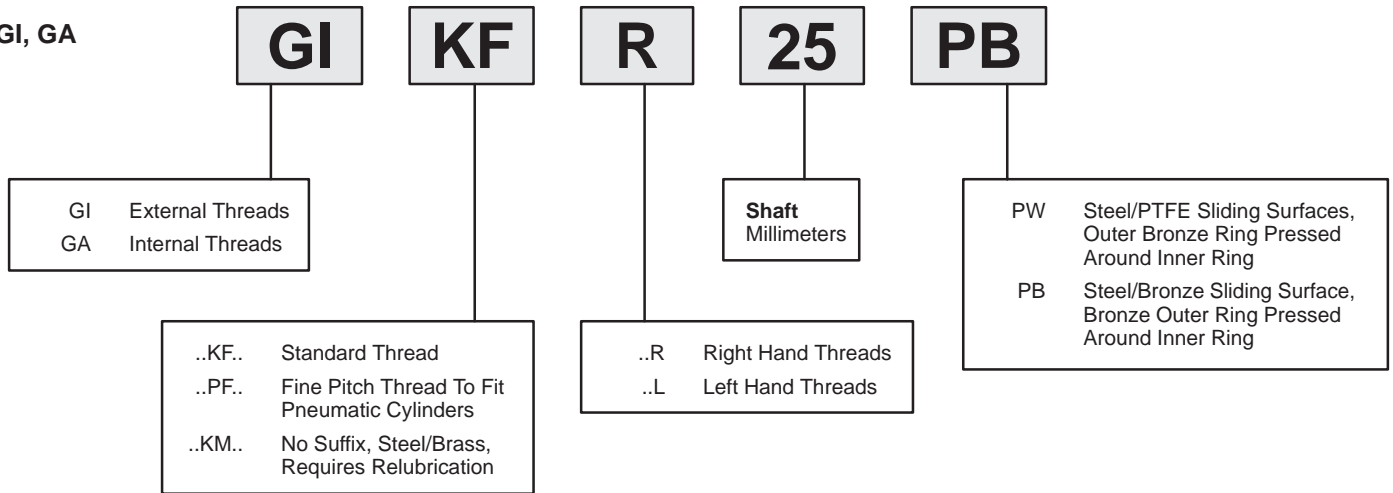 GI, GA
GI KF R 25 PB
GI External Threads
GA Internal Threads
Shaft
Millimeters
PW Steel/PTFE Sliding Surfaces,
Outer Bronze Ring Pressed
Around Inner Ring
PB Steel/Bronze Sliding Surface,
Bronze Outer Ring Pressed
Around Inner Ring
..KF.. Standard Thread
..PF.. Fine Pitch Thread To Fit
Pneumatic Cylinders
..KM.. No Suffix, Steel/Brass,
Requires Relubrication
..R Right Hand Threads
..L Left Hand Threads